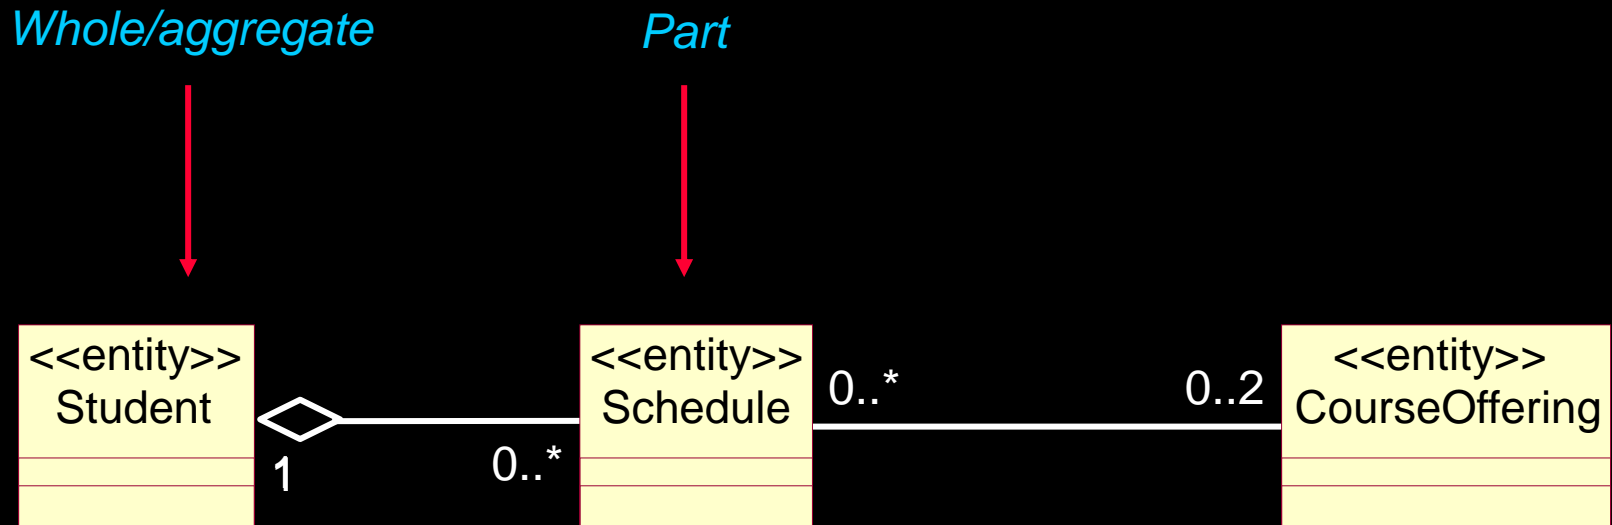 Whole/aggregate
Part
<<entity>>
Student
1
0..*
<<entity>>
Schedule
0..*
0..2
<<entity>>
CourseOffering